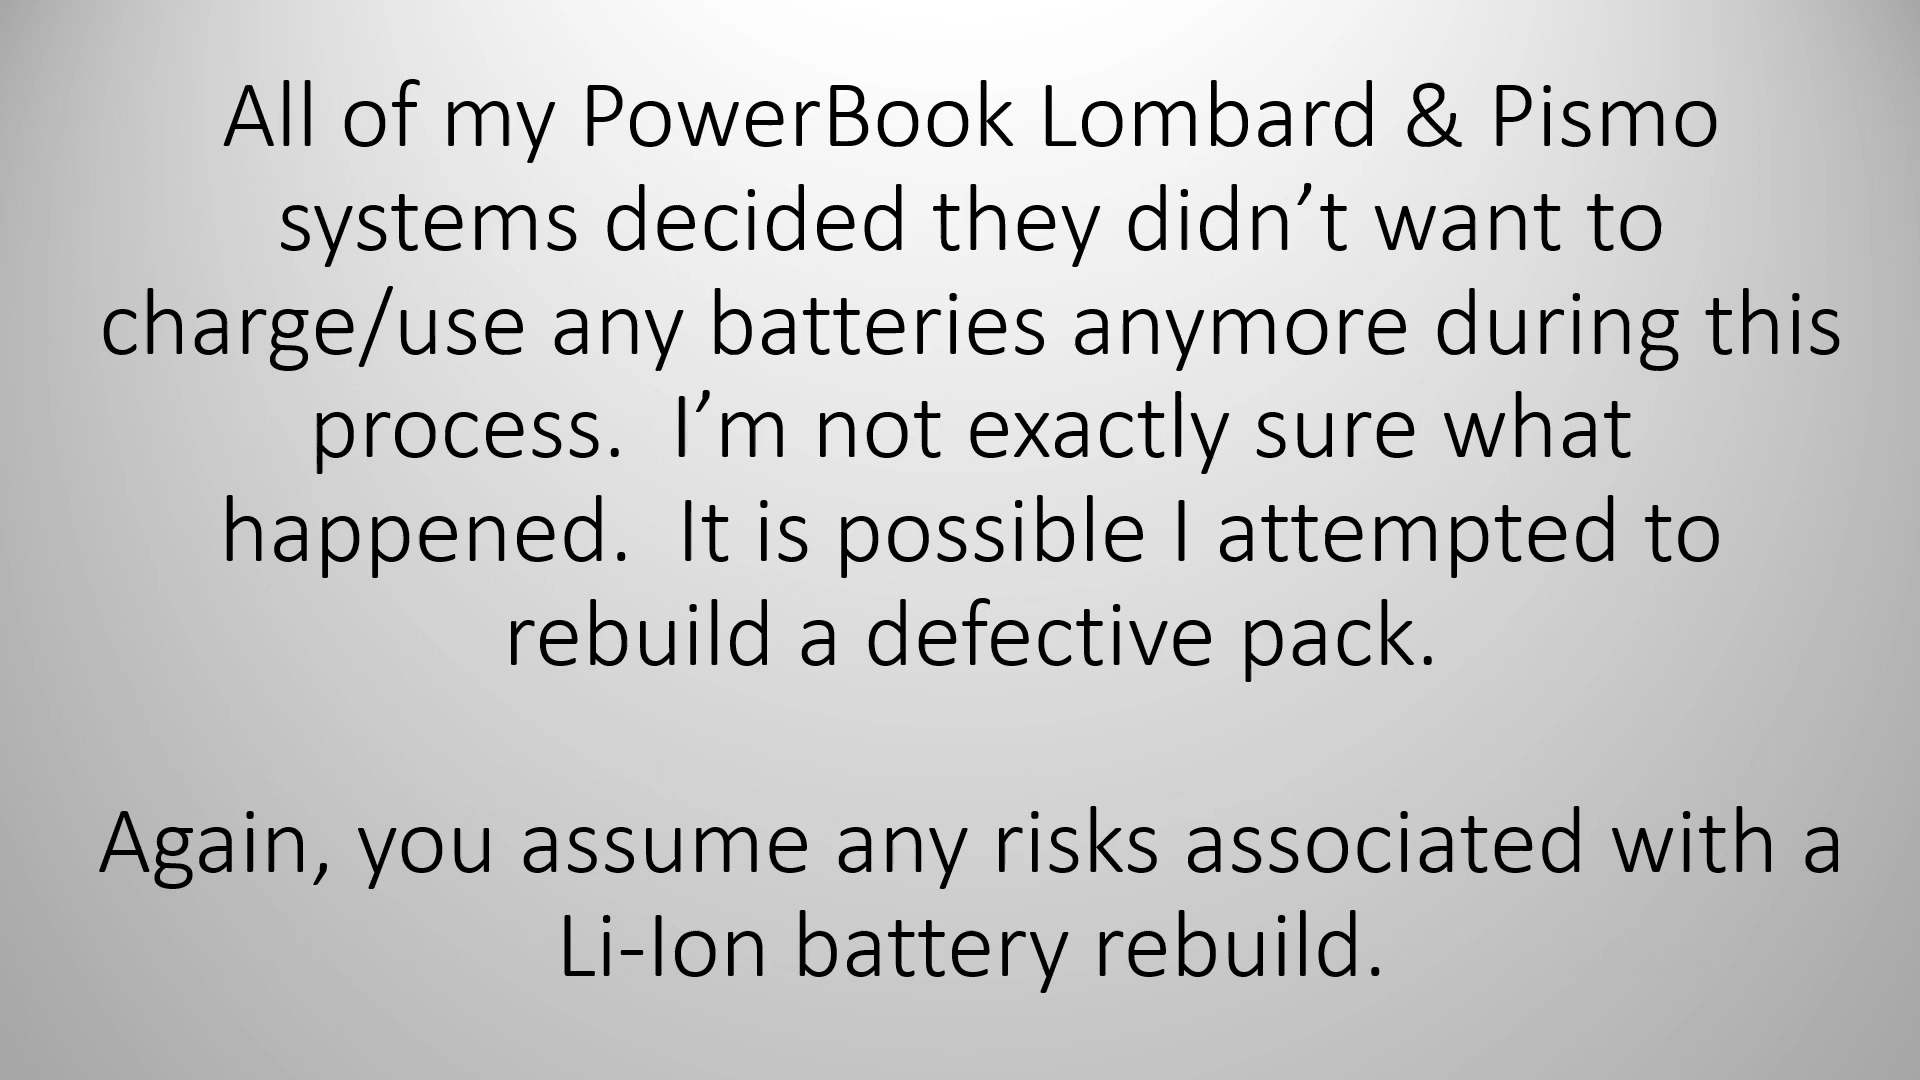 All of my PowerBook Lombard & Pismo
systems decided they didn’t want to
charge/use any batteries anymore during this
process.  I’m not exactly sure what
happened.  It is possible I attempted to
rebuild a defective pack.
Again, you assume any risks associated with a
Li-Ion battery rebuild.